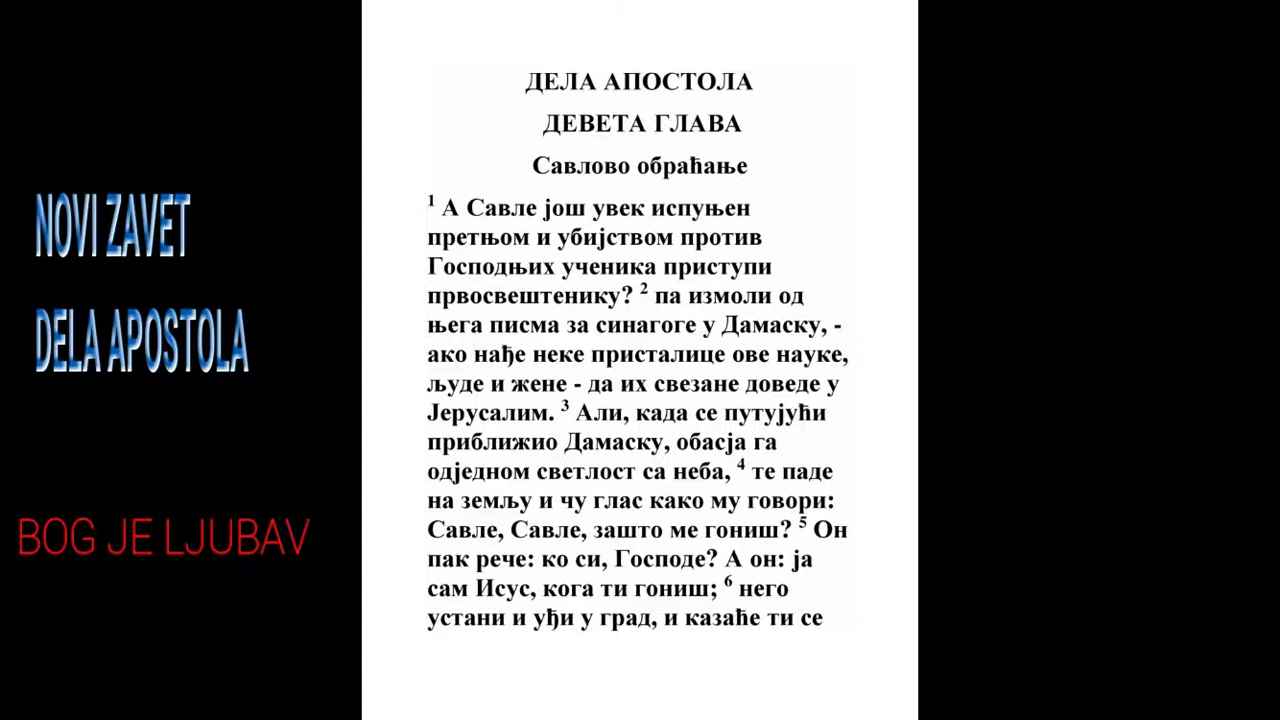 NOVI ZAVET
DELA APOSTOLA
BOG JE LJUBAV
ДЕЛА АПОСТОЛА
ДЕВЕТА ГЛАВА
Савлово обраћање
1 А Савле још увек испуњен
претњом и убијством против
Господњих ученика приступи
првосвештенику? 2 па измоли од
њега писма за синагоге у Дамаску, -
ако нађе неке присталице ове науке,
људе и жене - да их свезане доведе у
Јерусалим. 3 Али, када се путујући
приближио Дамаску, обасја га
одједном светлост са неба, 4 те паде
на земљу и чу глас како му говори:
Савле, Савле, зашто ме гониш? 5 Он
пак рече: ко си, Господе? А он: ја
сам Исус, кога ти гониш; 6 него
устани и уђи у град, и казаће ти се